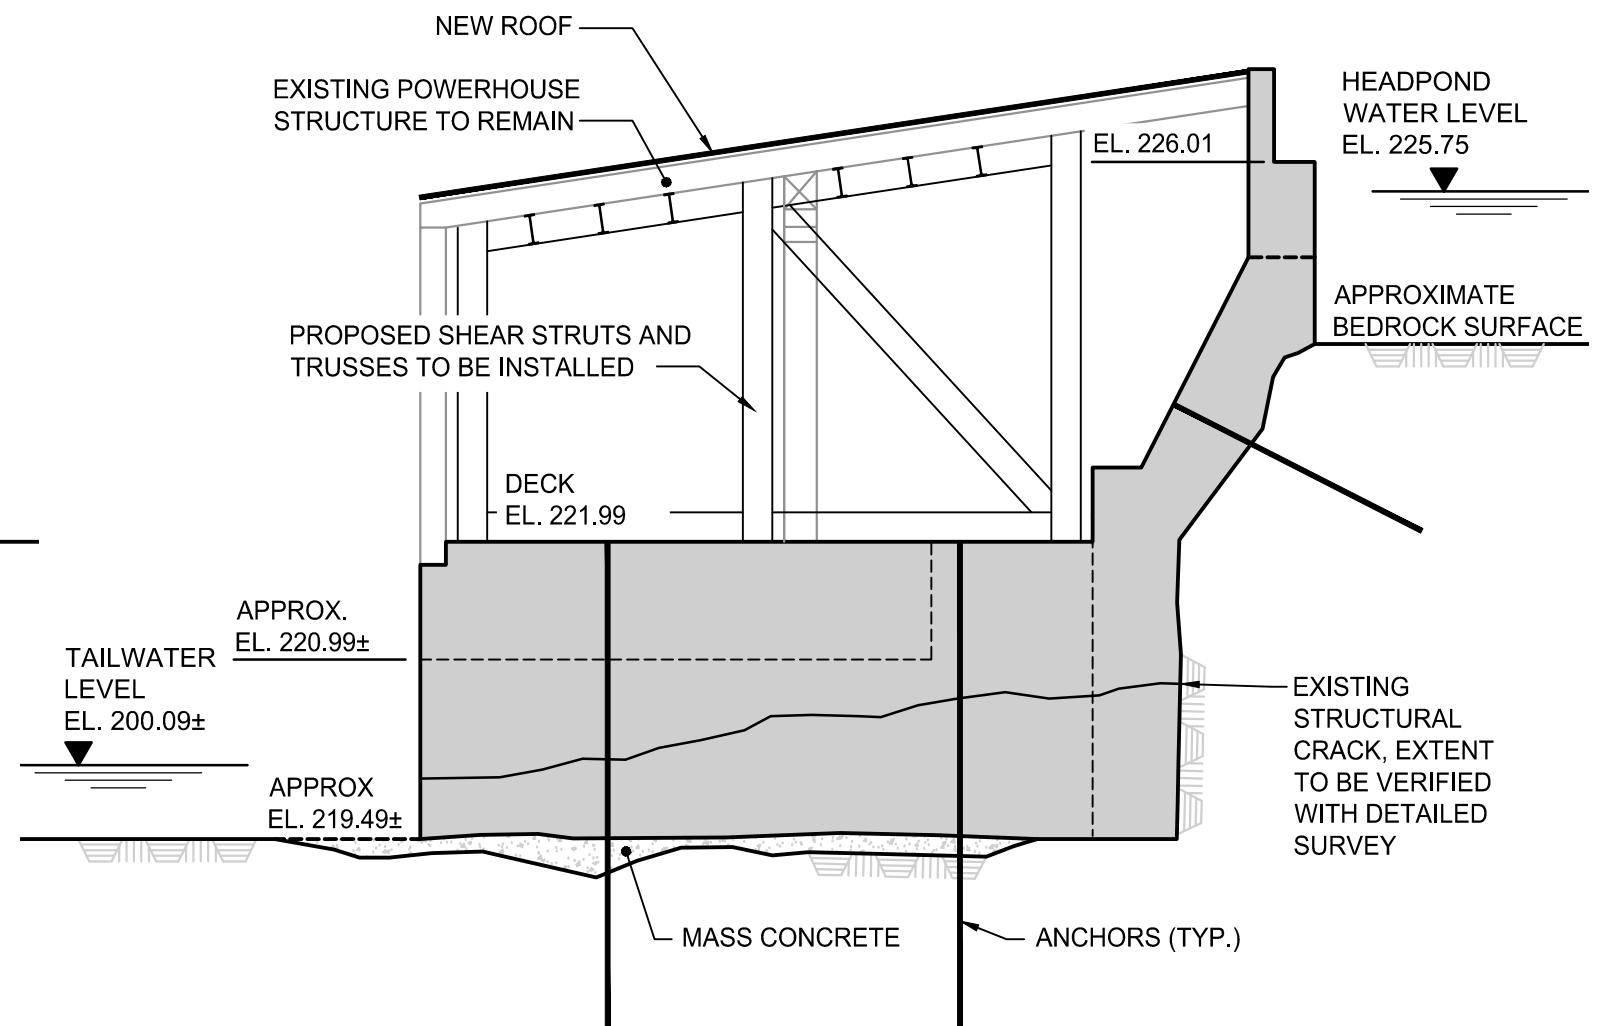 NEW ROOF
EXISTING POWERHOUSE
STRUCTURE TO REMAIN
HEADPOND
WATER LEVEL
EL. 225.75
EL. 226.01
APPROXIMATE
BEDROCK SURFACE
PROPOSED SHEAR STRUTS AND
TRUSSES TO BE INSTALLED
DECK
EL. 221.99
APPROX.
EL. 220.99±
TAILWATER
LEVEL
EL. 200.09±
APPROX
EL. 219.49±
EXISTING
STRUCTURAL
CRACK, EXTENT
TO BE VERIFIED
WITH DETAILED
SURVEY
MASS CONCRETE
ANCHORS (TYP.)